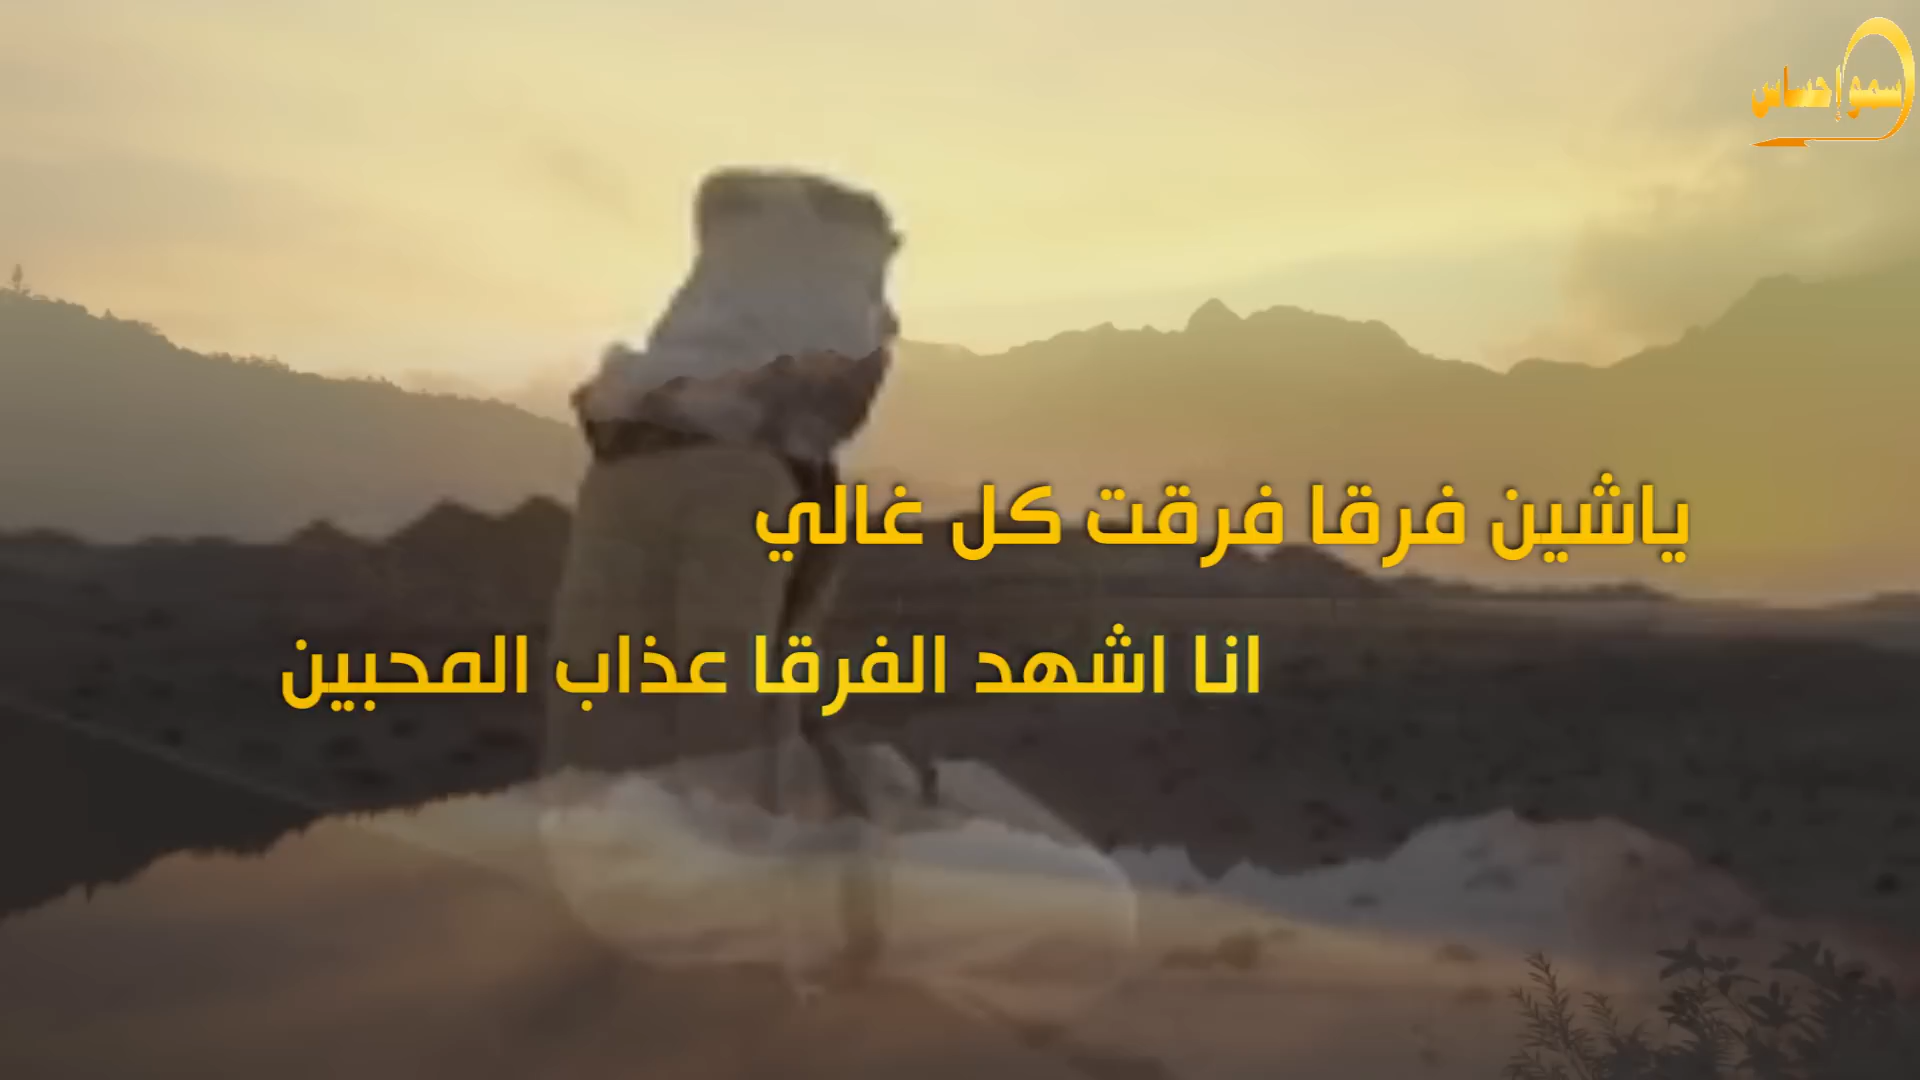 سمو إحساس
ياشين فرقا فرقت كل غالي
انا اشهد الفرقا عذاب المحبين